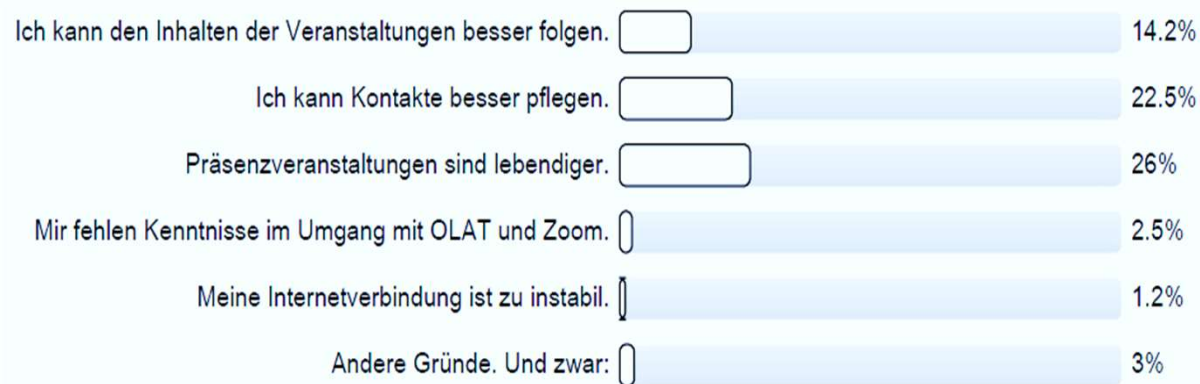 Ich kann den Inhalten der Veranstaltungen besser folgen. 14.2%
Ich kann Kontakte besser pflegen. 22.5%
Präsenzveranstaltungen sind lebendiger. 26%
Mir fehlen Kenntnisse im Umgang mit OLAT und Zoom. 2.5%
Meine Internetverbindung ist zu instabil. 1.2%
Andere Gründe. Und zwar: 3%